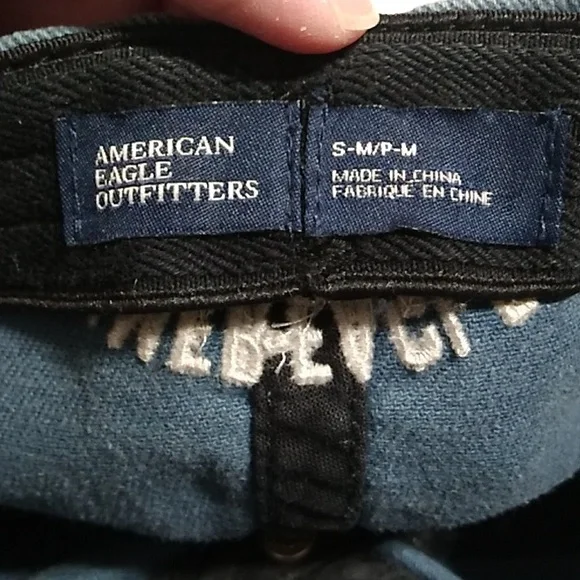 AMERICAN
EAGLE
OUTFITTERS
S-M/P-M
MADE IN CHINA
FABRIQUÉ EN CHINE